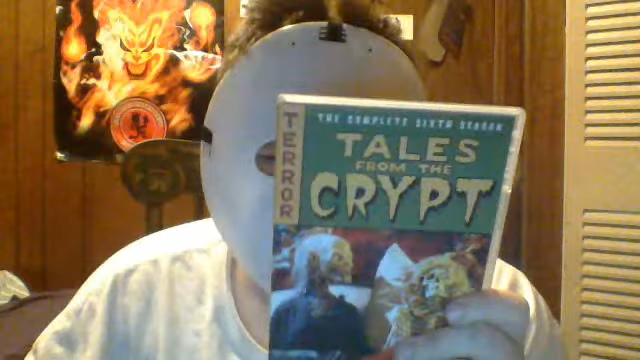 THE COMPLETE SIXTH SEASON
TERROR
TALES
FROM THE
CRYPT